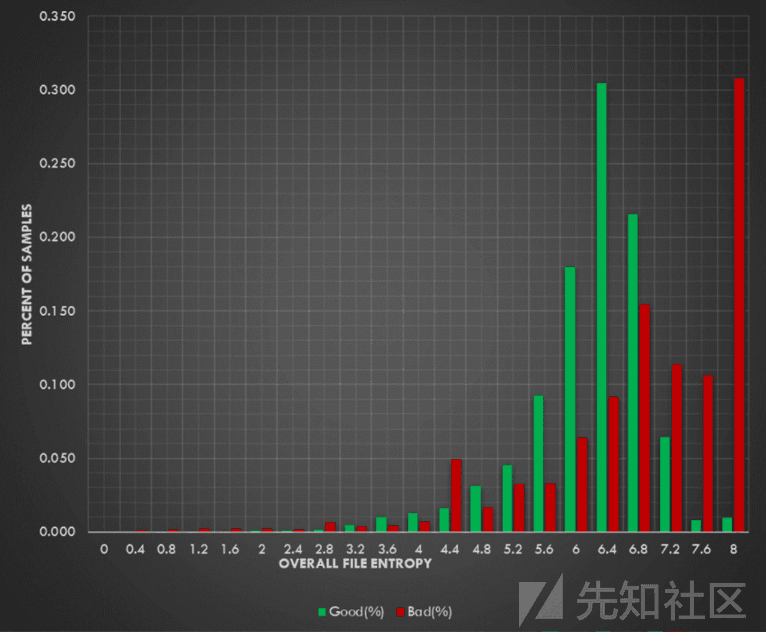 0.350
0.300
0.250
0.200
0.150
0.100
0.050
0.000
PERCENT OF SAMPLES
0 0.4 0.8 1.2 1.6 2 2.4 2.8 3.2 3.6 4 4.4 4.8 5.2 5.6 6 6.4 6.8 7.2 7.6 8
OVERALL FILE ENTROPY
Good(%) Bad(%)
先知社区